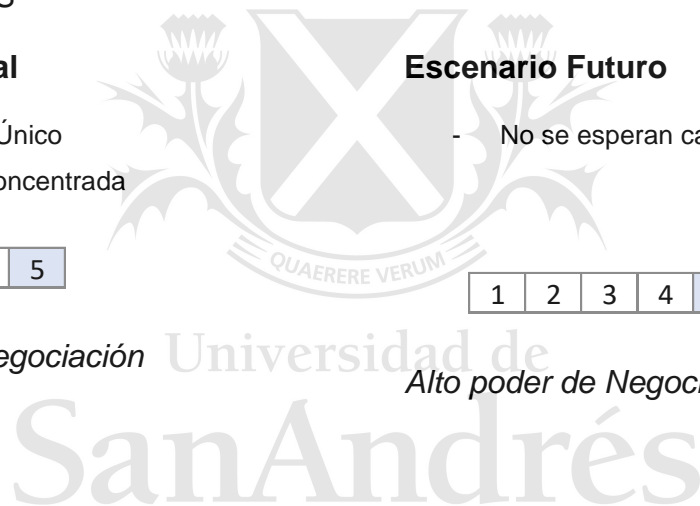 al
Escenario Futuro
Único
- No se esperan ca
oncentrada
5
1 2 3 4
egociación
Alto poder de Negoci
QUAERERE VERUM
Universidad de
SanAndrés